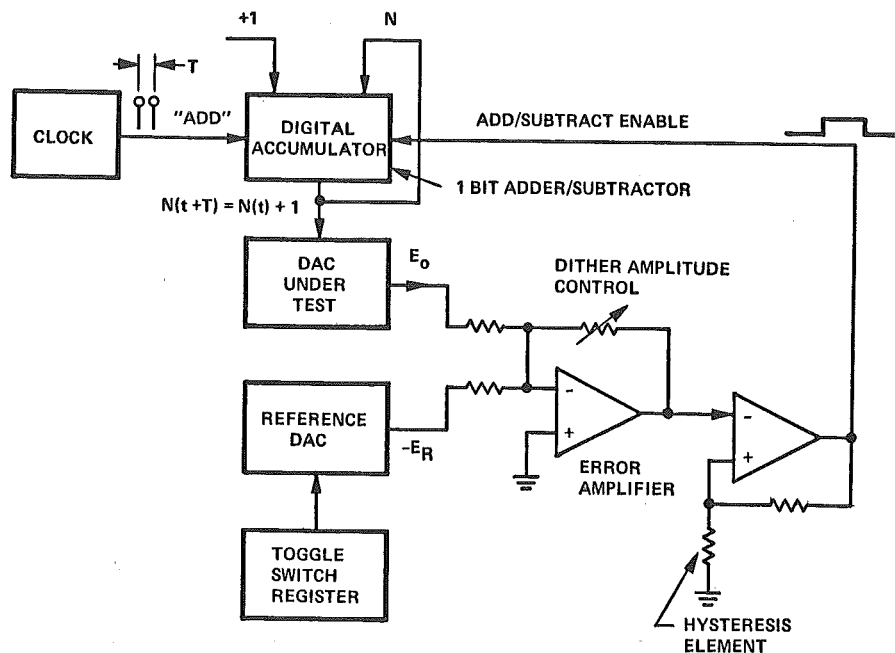 +1
N
T
CLOCK
"ADD"
DIGITAL
ACCUMULATOR
ADD/SUBTRACT ENABLE
1 BIT ADDER/SUBTRACTOR
N(t +T) = N(t) + 1
DAC
UNDER
TEST
Eo
DITHER AMPLITUDE
CONTROL
-
+
REFERENCE
DAC
-ER
ERROR
AMPLIFIER
-
+
TOGGLE
SWITCH
REGISTER
HYSTERESIS
ELEMENT